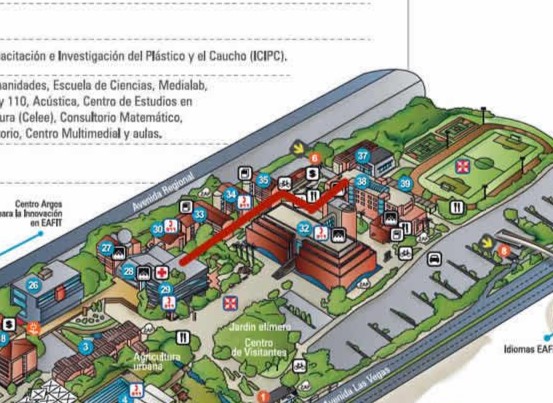 acitación e Investigación del Plástico y el Caucho (ICIPC).
anidades, Escuela de Ciencias, Medialab,
y 110, Acústica, Centro de Estudios en
ura (Celee), Consultorio Matemático,
orio, Centro Multimedial y aulas.
Avenida Regional
Centro Argos
para la Innovación
en EAFIT
6
37
35
38
39
34
33
30
32
27
28
29
26
6
8
3
4
1
Jardín efímero
Centro
de Visitantes
Agricultura
urbana
Idiomas EAF
Avenida Las Vegas